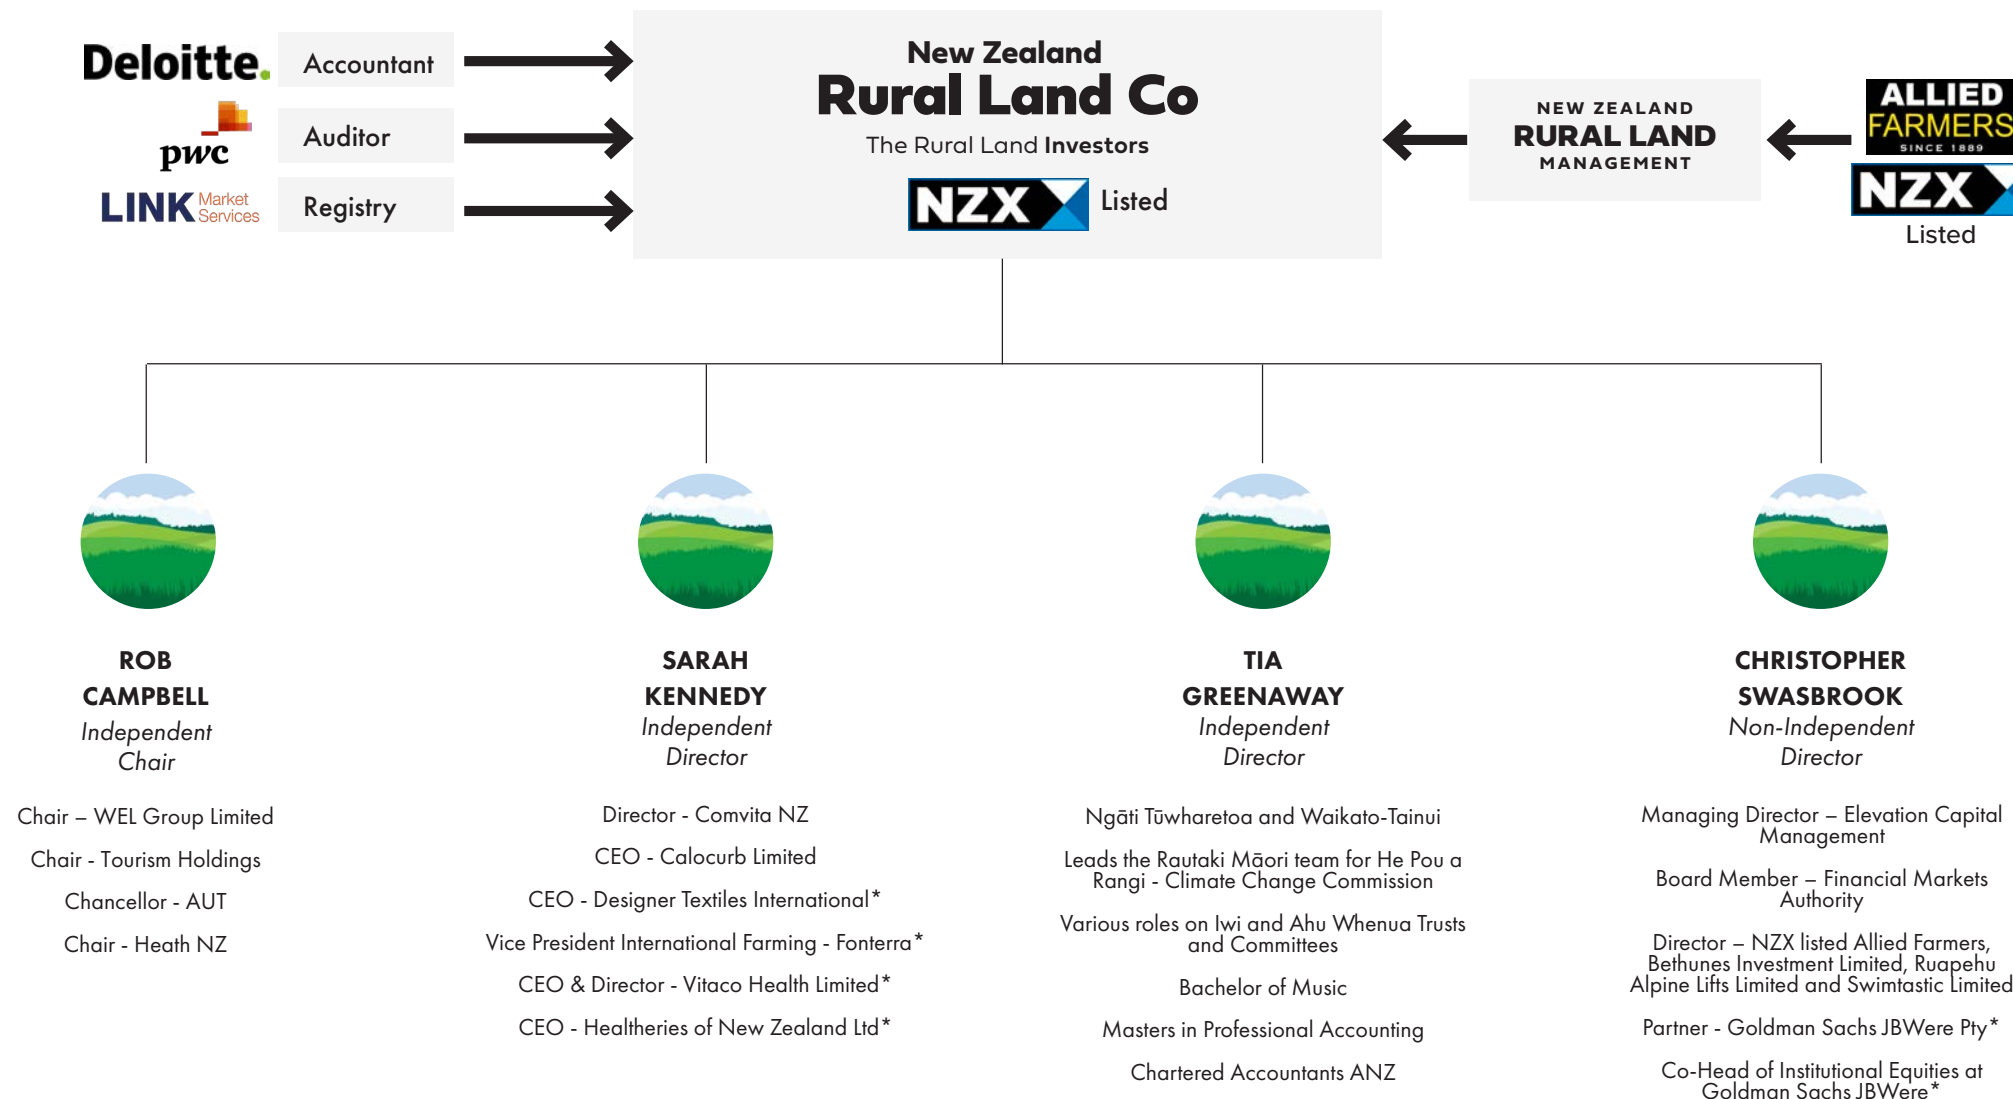 Deloitte.
Accountant
pwc
Auditor
LINK Market Services
Registry
New Zealand
Rural Land Co
The Rural Land Investors
NZX Listed
NEW ZEALAND
RURAL LAND
MANAGEMENT
ALLIED
FARMERS
SINCE 1889
NZX
Listed
ROB
CAMPBELL
Independent
Chair
Chair – WEL Group Limited
Chair - Tourism Holdings
Chancellor - AUT
Chair - Heath NZ
SARAH
KENNEDY
Independent
Director
Director - Comvita NZ
CEO - Calocurb Limited
CEO - Designer Textiles International*
Vice President International Farming - Fonterra*
CEO & Director - Vitaco Health Limited*
CEO - Healtheries of New Zealand Ltd*
TIA
GREENAWAY
Independent
Director
Ngāti Tūwharetoa and Waikato-Tainui
Leads the Rautaki Māori team for He Pou a
Rangi - Climate Change Commission
Various roles on Iwi and Ahu Whenua Trusts
and Committees
Bachelor of Music
Masters in Professional Accounting
Chartered Accountants ANZ
CHRISTOPHER
SWASBROOK
Non-Independent
Director
Managing Director – Elevation Capital
Management
Board Member – Financial Markets
Authority
Director – NZX listed Allied Farmers,
Bethunes Investment Limited, Ruapehu
Alpine Lifts Limited and Swimtastic Limited
Partner - Goldman Sachs JBWere Pty*
Co-Head of Institutional Equities at
Goldman Sachs JBWere*